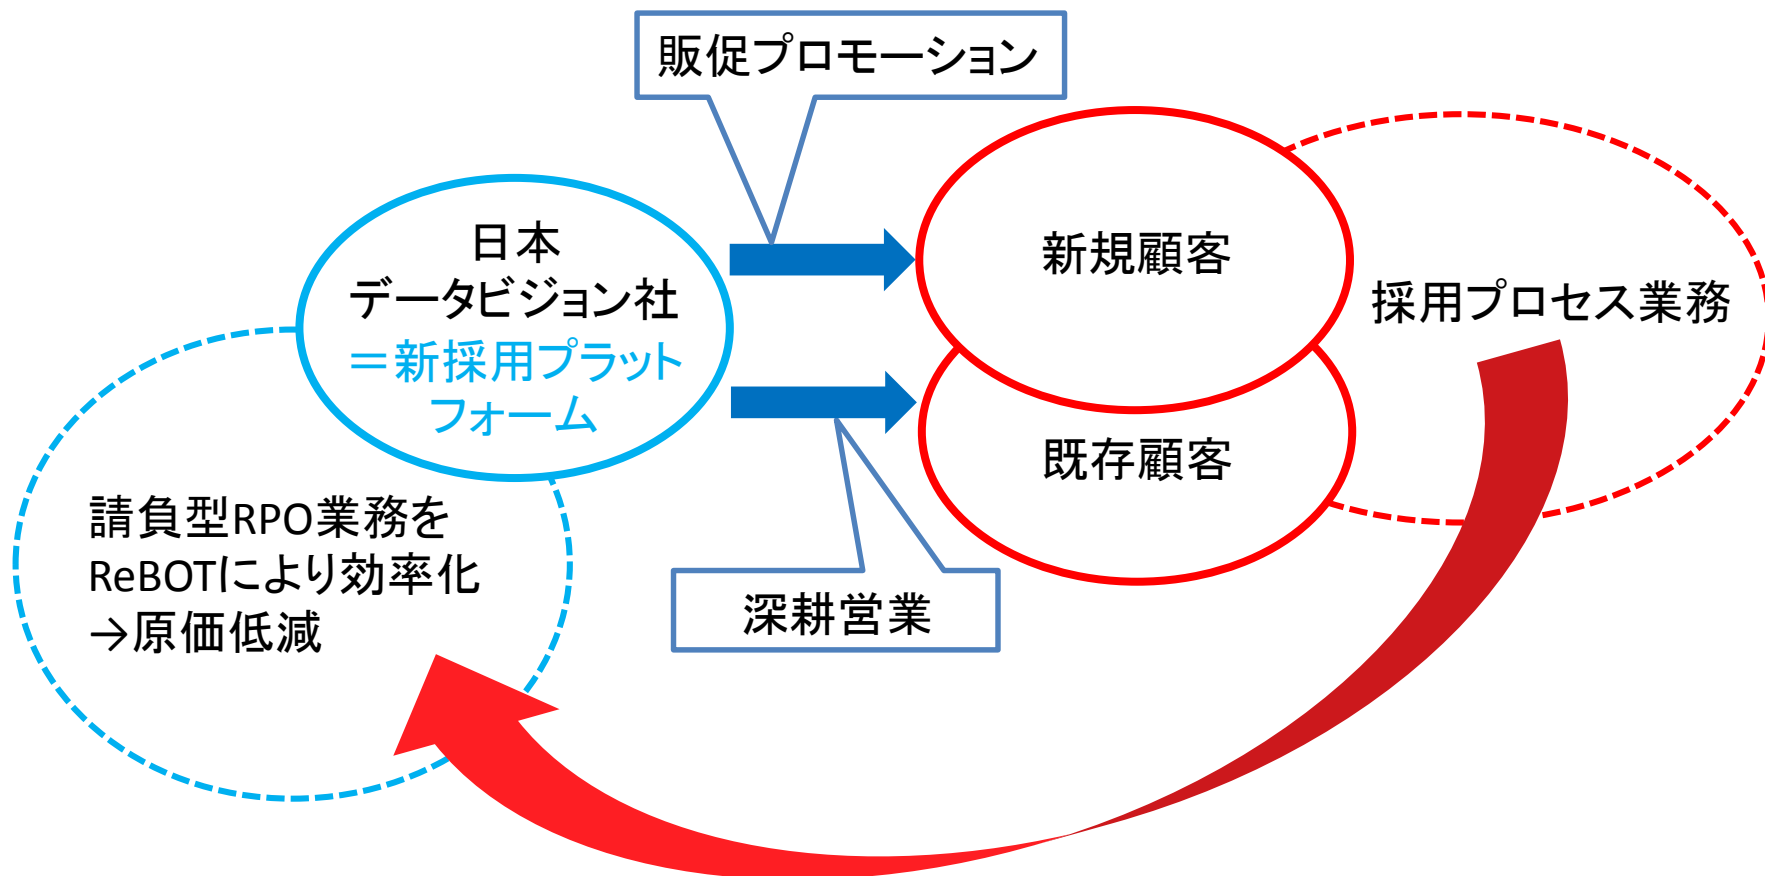 販促プロモーション
日本
データビジョン社
＝新採用プラット
フォーム
新規顧客
採用プロセス業務
既存顧客
請負型RPO業務を
ReBOTにより効率化
→原価低減
深耕営業